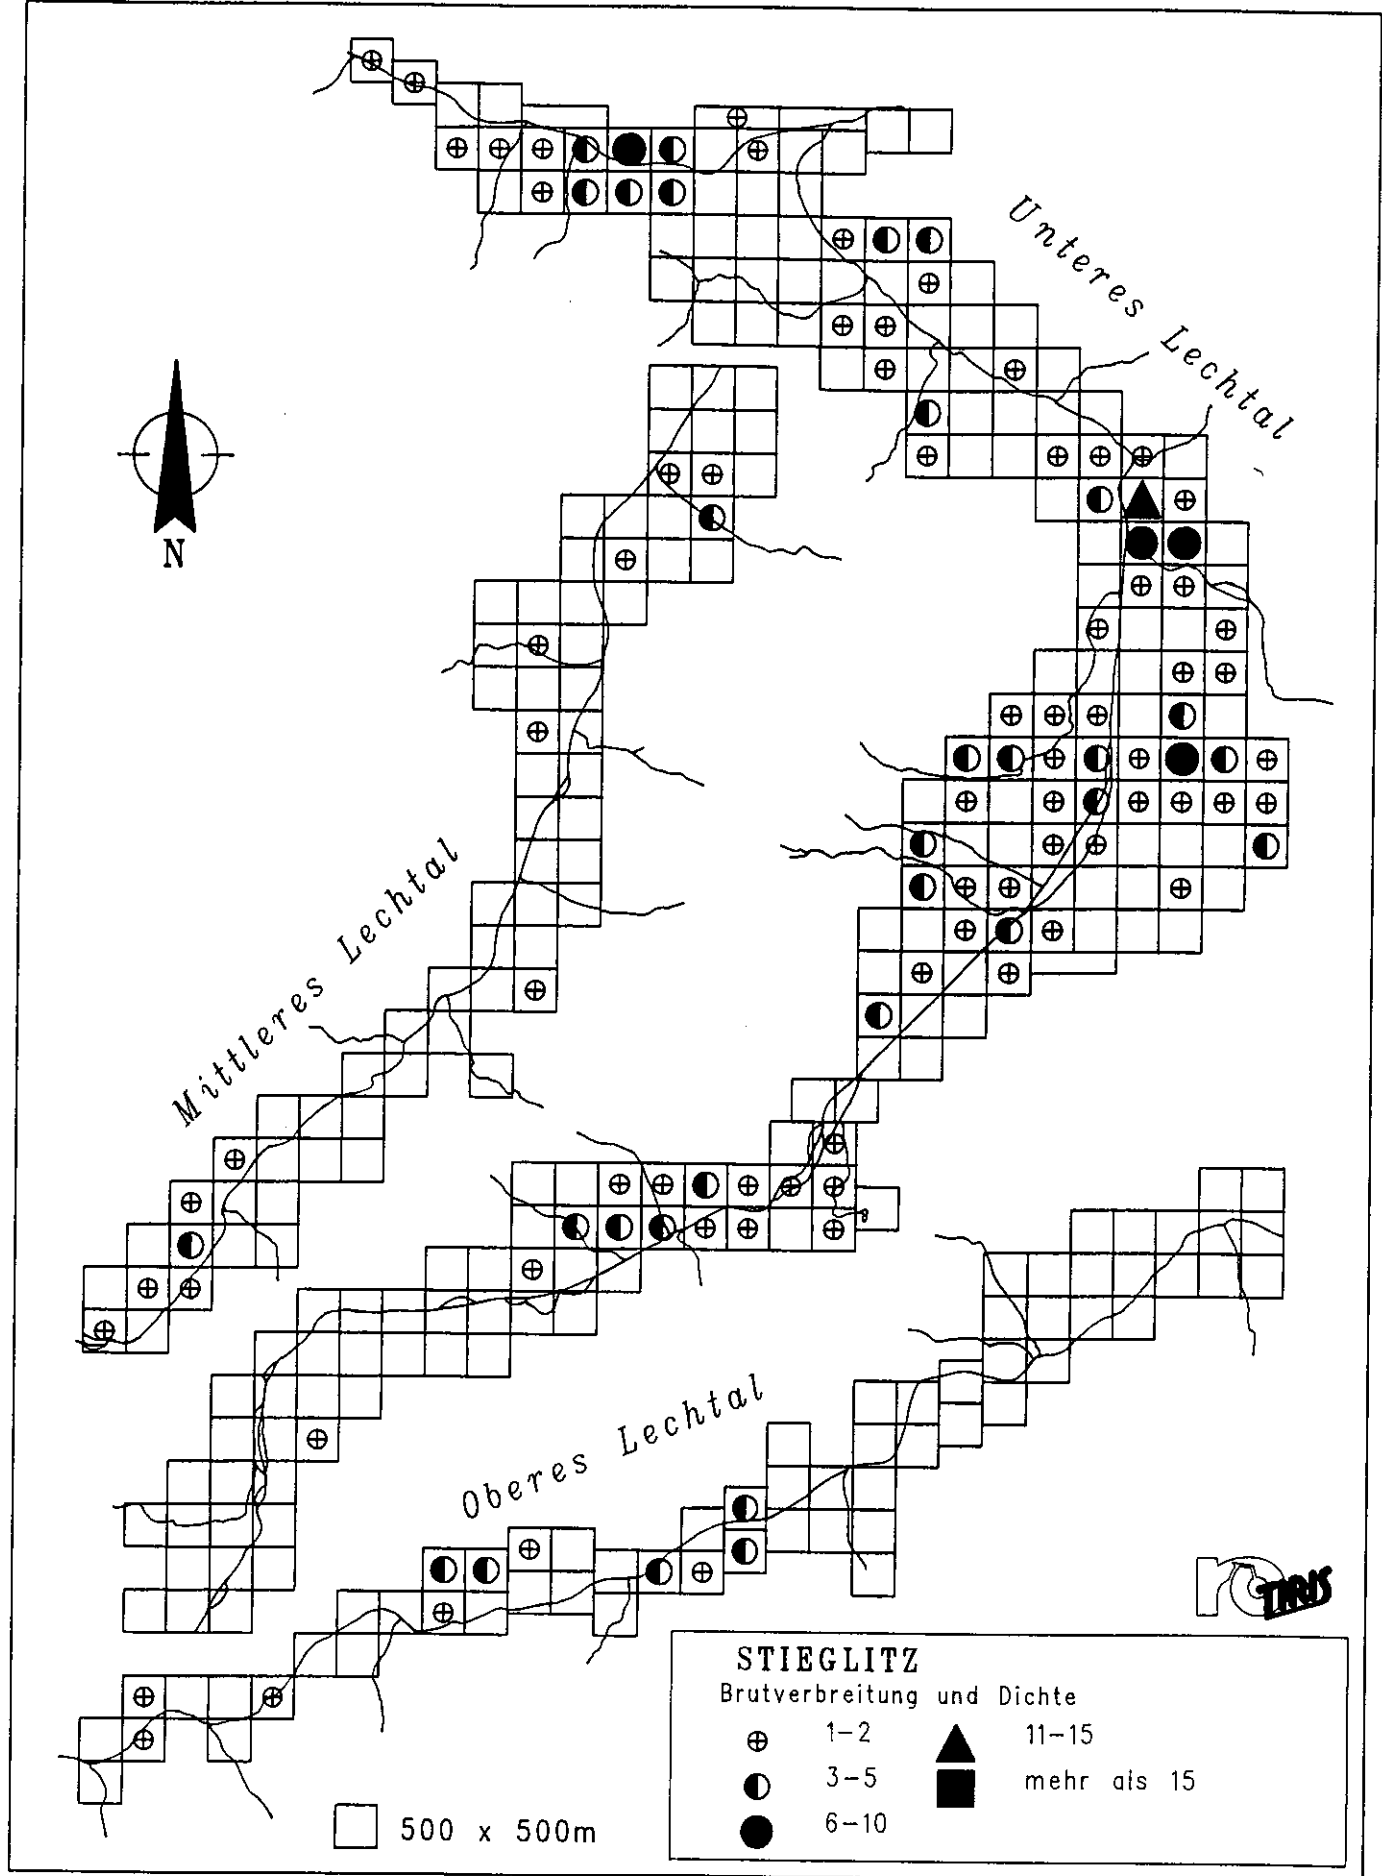 Unteres Lechtal
N
Mittleres Lechtal
Oberes Lechtal
TIRIS
STIEGLITZ
Brutverbreitung und Dichte
1-2
11-15
3-5
mehr als 15
6-10
500 x 500m